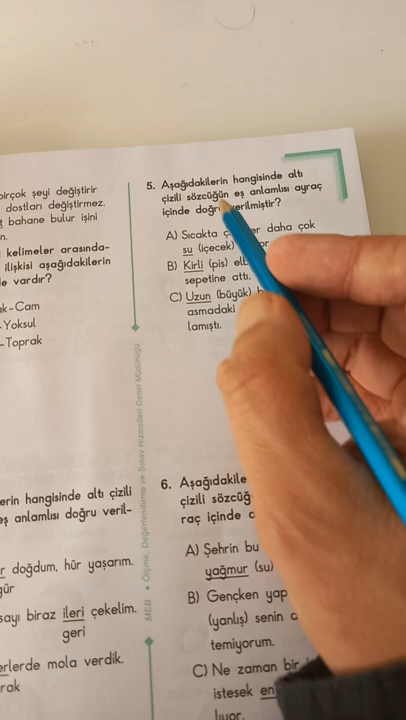 birçok şeyi değiştirir
dostları değiştirmez.
bahane bulur işini
kelimeler arasında-
ilişkisi aşağıdakilerin
vardır?
-Cam
-Yoksul
-Toprak
erin hangisinde altı çizili
eş anlamlısı doğru veril-
doğdum, hür yaşarım.
sayı biraz ileri çekelim.
geri
erlerde mola verdik.
MEB • Ölçme, Değerlendirme ve Sınav Hizmetleri Genel Müdürlüğü
5. Aşağıdakilerin hangisinde altı
çizili sözcüğün eş anlamlısı ayraç
içinde verilmiştir?
A) Sıcakta daha çok
su (içecek)
B) Kirli (pis)
sepetine attı.
C) Uzun (büyük)
asmadaki
lamıştı.
6. Aşağıdakile
çizili sözcüğ
raç içinde
A) Şehrin bu
yağmur (su)
B) Gençken yap
(yanlış) senin
temiyorum.
C) Ne zaman bir
istesek en